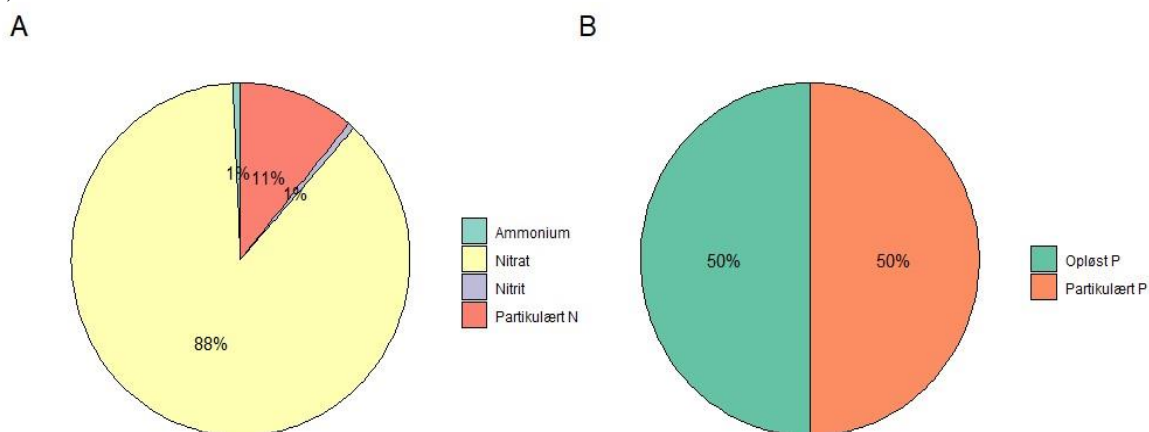 A
B
1%
11%
1%
88%
Ammonium
Nitrat
Nitrit
Partikulært N
50%
50%
Opløst P
Partikulært P